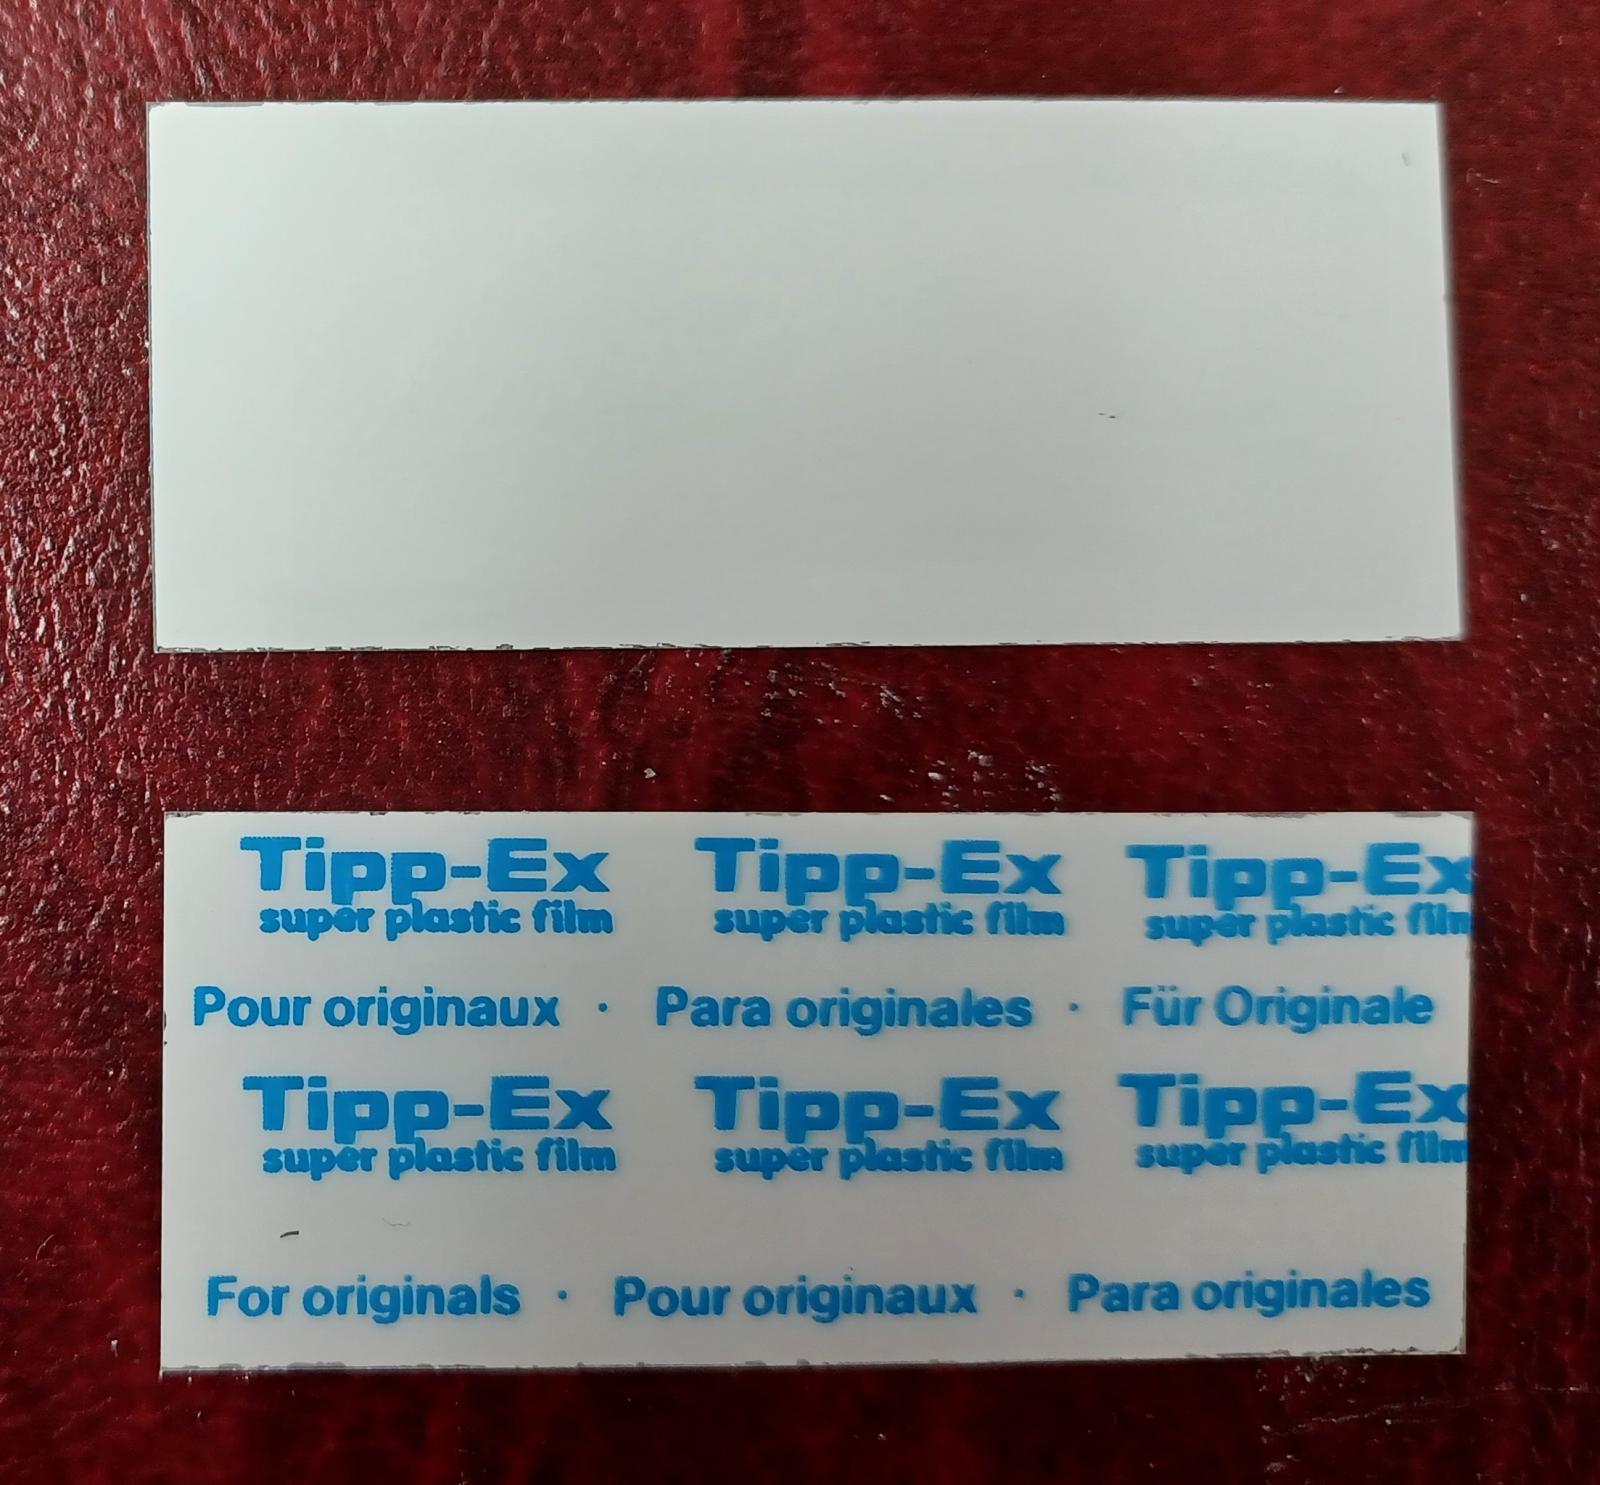 Tipp-Ex Tipp-Ex Tipp-Ex
super plastic film super plastic film super plastic film
Pour originaux · Para originales · Für Originale
Tipp-Ex Tipp-Ex Tipp-Ex
super plastic film super plastic film super plastic film
For originals · Pour originaux · Para originales